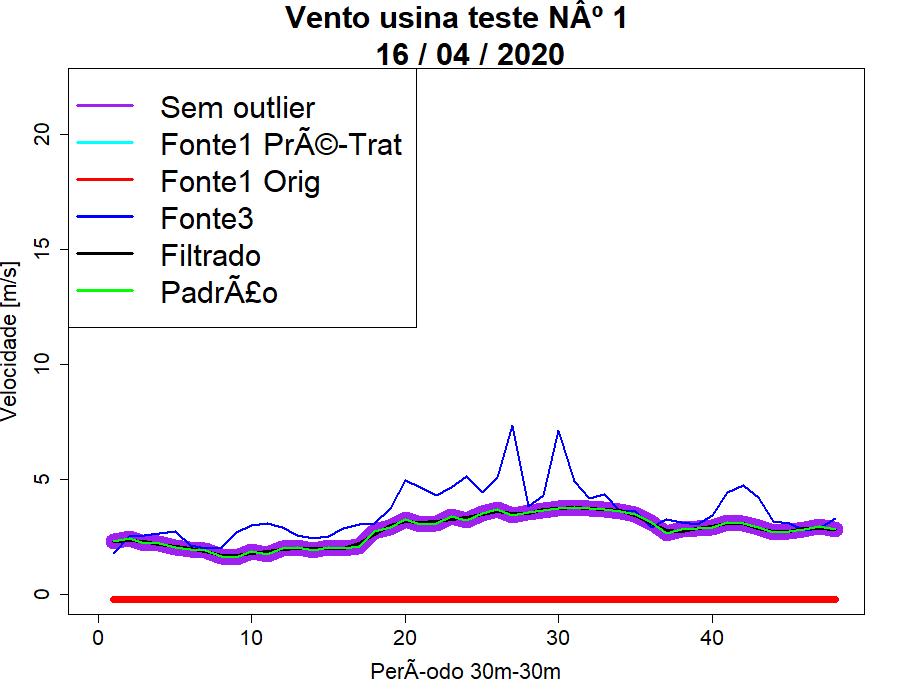 Vento usina teste NÂº 1
16 / 04 / 2020
Sem outlier
Fonte1 PrÃ©-Trat
Fonte1 Orig
Fonte3
Filtrado
PadrÃ£o
Velocidade [m/s]
20
15
10
5
0
0 10 20 30 40
PerÃ-odo 30m-30m